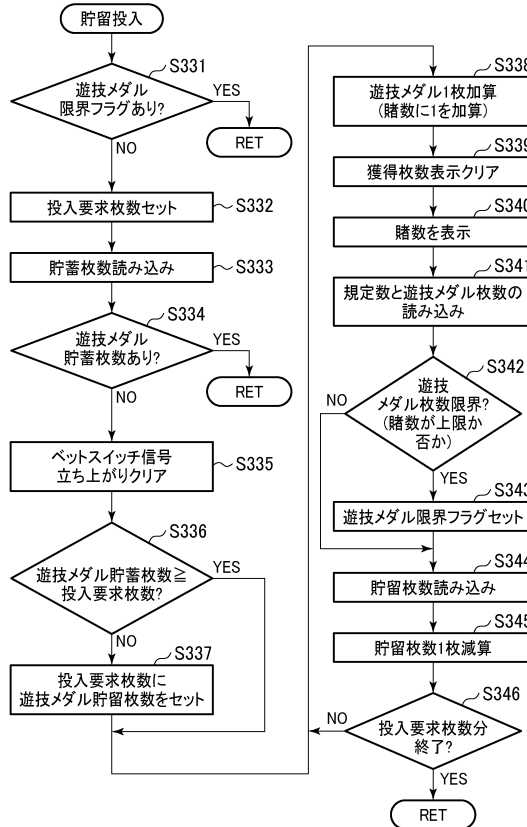 貯留投入
S331
遊技メダル
限界フラグあり?
YES
RET
NO
投入要求枚数セット
S332
貯蓄枚数読み込み
S333
S334
遊技メダル
貯蓄枚数あり?
YES
RET
NO
ベットスイッチ信号
立ち上がりクリア
S335
S336
遊技メダル貯蓄枚数≧
投入要求枚数?
YES
NO
S337
投入要求枚数に
遊技メダル貯留枚数をセット
S338
遊技メダル1枚加算
(賭数に1を加算)
S339
獲得枚数表示クリア
S340
賭数を表示
S341
規定数と遊技メダル枚数の
読み込み
S342
遊技
メダル枚数限界?
(賭数が上限か
否か)
NO
YES
S343
遊技メダル限界フラグセット
S344
貯留枚数読み込み
S345
貯留枚数1枚減算
S346
投入要求枚数分
終了?
NO
YES
RET